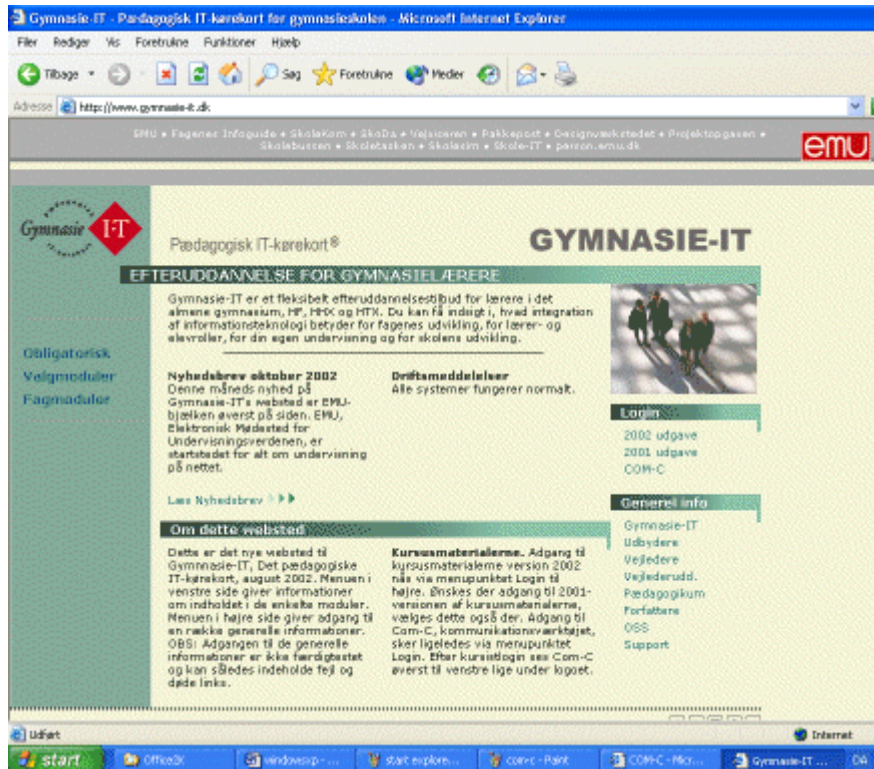 Gymnasie-IT - Pædagogisk IT-kørekort for gymnasieskolen - Microsoft Internet Explorer
Filer Rediger Vis Foretrukne Funktioner Hjælp
Tilbage Søg Foretrukne Medier
Adresse http://www.gymnasie-it.dk
EMU • Fagenes Infoguide • SkoleKom • SkoDa • Vejviseren • Pakkepost • Designværkstedet • Projektopgaven •
Skolebussen • Skoletasken • Skolesim • Skole-IT • person.emu.dk
emu
Gymnasie IT
Pædagogisk IT-kørekort®
GYMNASIE-IT
EFTERUDDANNELSE FOR GYMNASIELÆRERE
Gymnasie-IT er et fleksibelt efteruddannelsestilbud for lærere i det
almene gymnasium, HF, HHX og HTX. Du kan få indsigt i, hvad integration
af informationsteknologi betyder for fagenes udvikling, for lærer- og
elevroller, for din egen undervisning og for skolens udvikling.
Obligatorisk
Valgmoduler
Fagmoduler
Nyhedsbrev oktober 2002
Denne måneds nyhed på
Gymnasie-IT's websted er EMU-
bjælken øverst på siden. EMU,
Elektronisk Mødested for
Undervisningsverdenen, er
startstedet for alt om undervisning
på nettet.
Læs Nyhedsbrev
Driftsmeddelelser
Alle systemer fungerer normalt.
Login
2002 udgave
2001 udgave
COM-C
Generel info
Gymnasie-IT
Udbydere
Vejledere
Vejlederudd.
Pædagogikum
Forfattere
OSS
Support
Om dette websted
Dette er det nye websted til
Gymnnasie-IT, Det pædagogiske
IT-kørekort, august 2002. Menuen i
venstre side giver informationer
om indholdet i de enkelte moduler.
Menuen i højre side giver adgang til
en række generelle informationer.
OBS: Adgangen til de generelle
informationer er ikke færdigtestet
og kan således indeholde fejl og
døde links.
Kursusmaterialerne. Adgang til
kursusmaterialerne version 2002
nås via menupunktet Login til
højre. Ønskes der adgang til 2001-
versionen af kursusmaterialerne,
vælges dette også der. Adgang til
Com-C, kommunikationsværktøjet,
sker ligeledes via menupunktet
Login. Efter kursistlogin ses Com-C
øverst til venstre lige under logoet.
Udført
Internet
start Office2K windowsxp - ... start explore... com-c - Paint COM-C - Micr... Gymnasie-IT ... DA